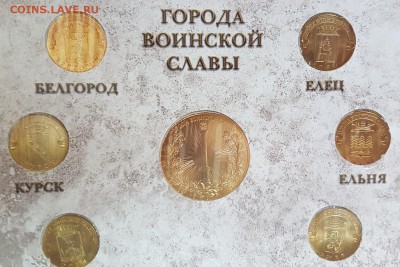 COINS.LAVE.RU
ГОРОДА
ВОИНСКОЙ
СЛАВЫ
БЕЛГОРОД
ЕЛЕЦ
КУРСК
ЕЛЬНЯ